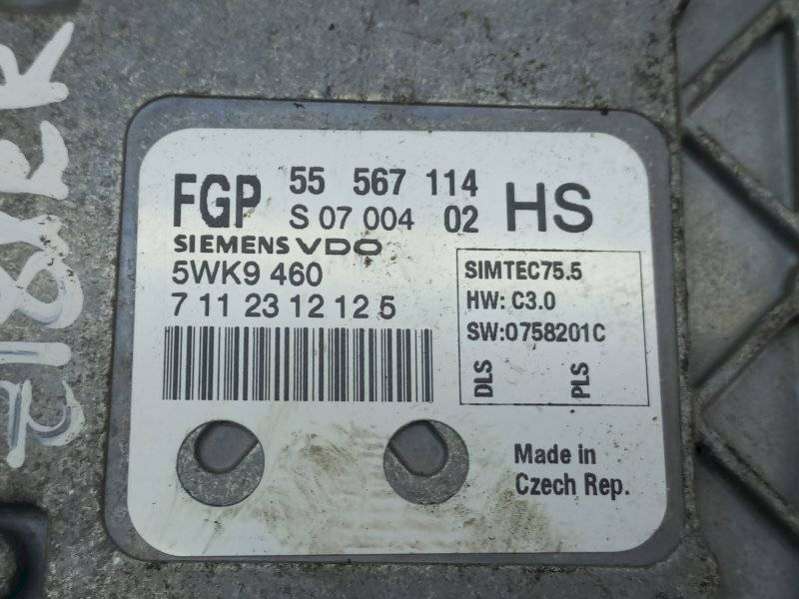 FGP 55 567 114 HS
S 07 004 02
SIEMENS VDO
5WK9 460
7 11 23 12 12 5
SIMTEC75.5
HW: C3.0
SW:0758201C
DLS PLS
Made in
Czech Rep.